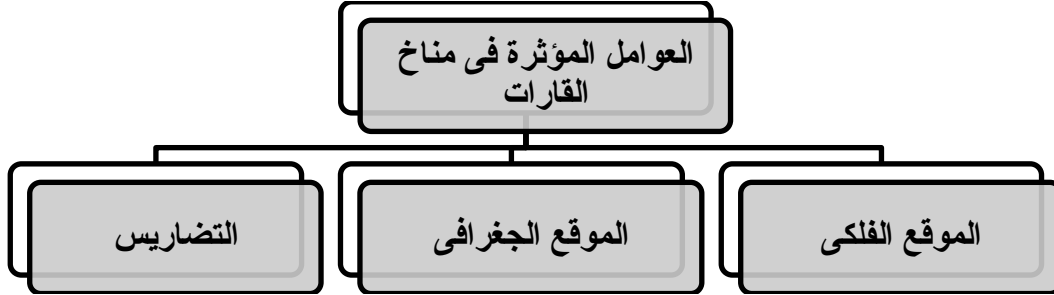 العوامل المؤثرة فى مناخ
القارات
الموقع الفلكى
الموقع الجغرافى
التضاريس